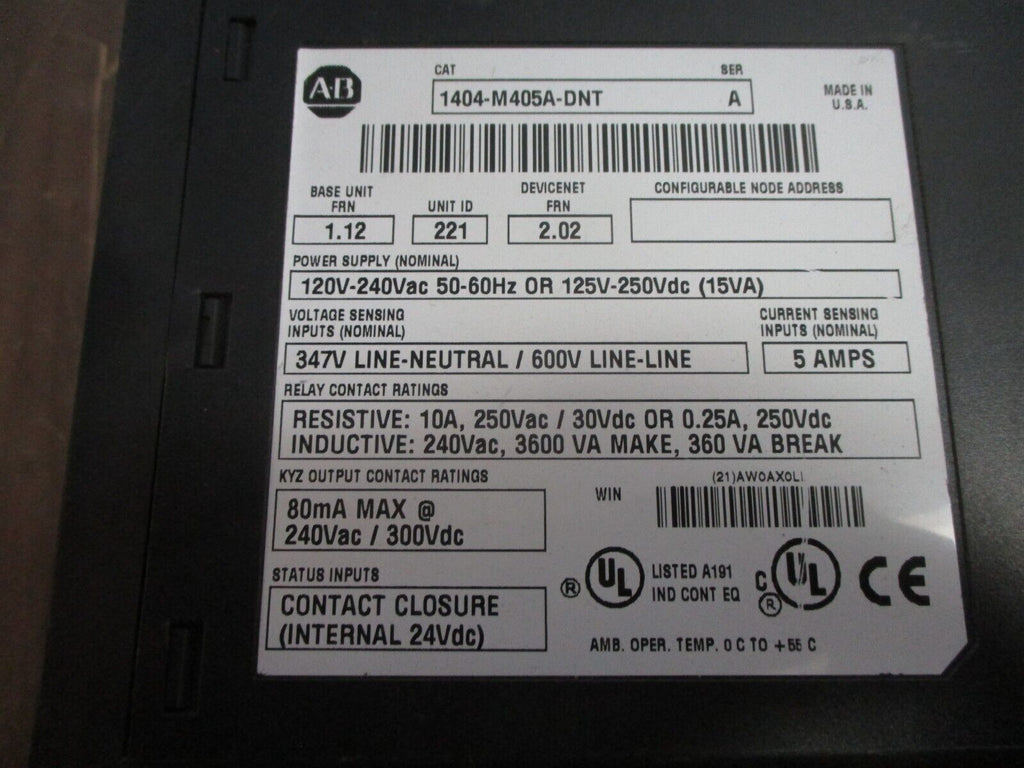 A-B
CAT SER
1404-M405A-DNT A
MADE IN
U.S.A.
BASE UNIT
FRN
1.12
UNIT ID
221
DEVICENET
FRN
2.02
CONFIGURABLE NODE ADDRESS
POWER SUPPLY (NOMINAL)
120V-240Vac 50-60Hz OR 125V-250Vdc (15VA)
VOLTAGE SENSING
INPUTS (NOMINAL)
347V LINE-NEUTRAL / 600V LINE-LINE
CURRENT SENSING
INPUTS (NOMINAL)
5 AMPS
RELAY CONTACT RATINGS
RESISTIVE: 10A, 250Vac / 30Vdc OR 0.25A, 250Vdc
INDUCTIVE: 240Vac, 3600 VA MAKE, 360 VA BREAK
KYZ OUTPUT CONTACT RATINGS
80mA MAX @
240Vac / 300Vdc
WIN
STATUS INPUTS
CONTACT CLOSURE
(INTERNAL 24Vdc)
® UL
LISTED A191
IND CONT EQ
C UL ®
CE
AMB. OPER. TEMP. 0 C TO +55 C